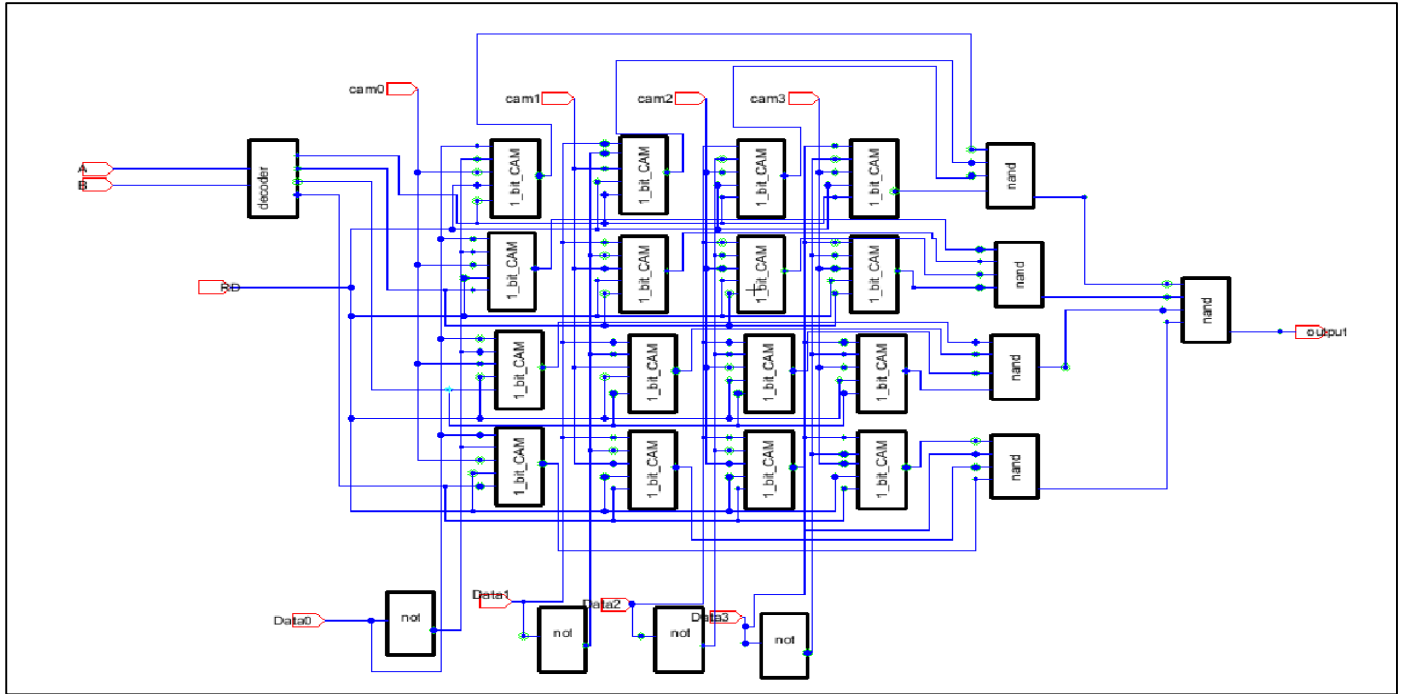 cam0
cam1
cam2
cam3
A
B
decoder
1_bit_CAM
1_bit_CAM
1_bit_CAM
1_bit_CAM
nand
RD
1_bit_CAM
1_bit_CAM
1_bit_CAM
1_bit_CAM
nand
nand
output
1_bit_CAM
1_bit_CAM
1_bit_CAM
1_bit_CAM
nand
1_bit_CAM
1_bit_CAM
1_bit_CAM
1_bit_CAM
nand
Data0
not
Data1
not
Data2
not
Data3
not